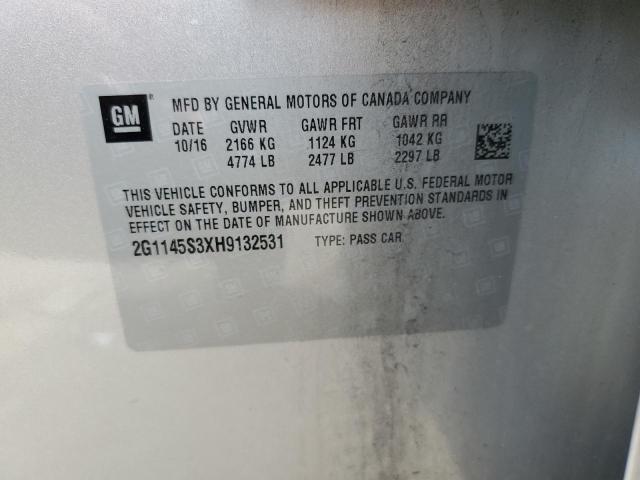 GM ® MFD BY GENERAL MOTORS OF CANADA COMPANY
DATE GVWR GAWR FRT GAWR RR
10/16 2166 KG 1124 KG 1042 KG
4774 LB 2477 LB 2297 LB
THIS VEHICLE CONFORMS TO ALL APPLICABLE U.S. FEDERAL MOTOR
VEHICLE SAFETY, BUMPER, AND THEFT PREVENTION STANDARDS IN
EFFECT ON THE DATE OF MANUFACTURE SHOWN ABOVE.
2G1145S3XH9132531 TYPE: PASS CAR